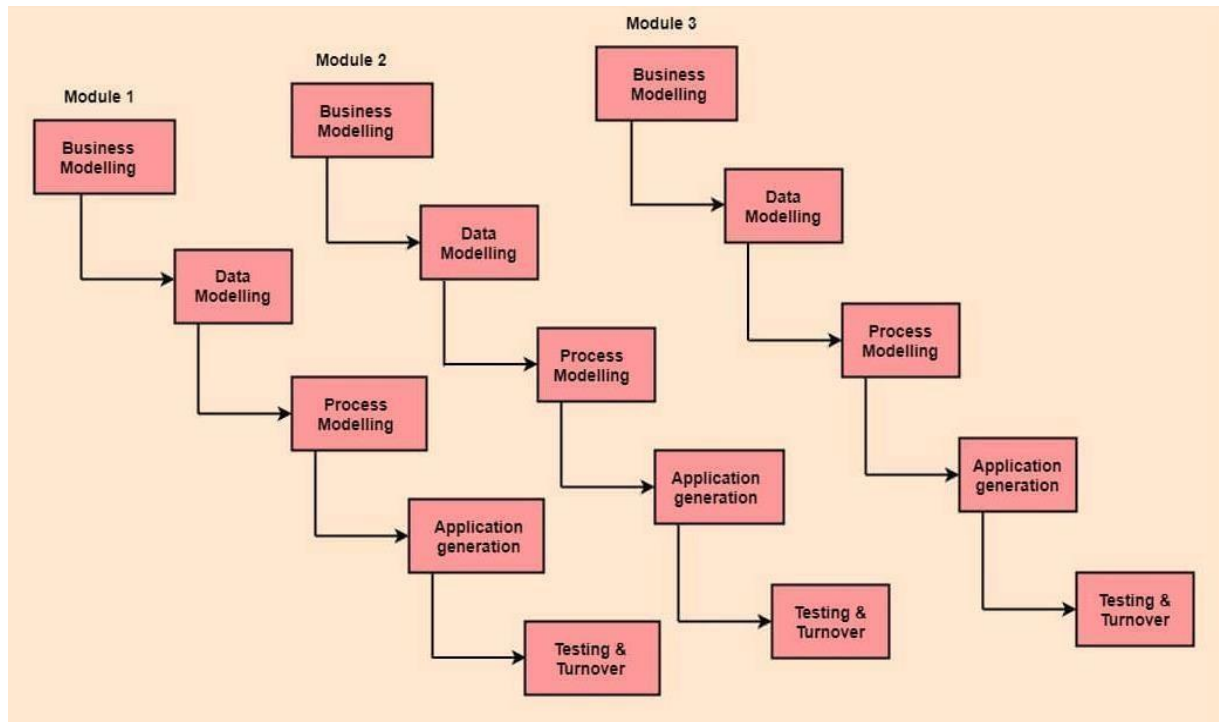 Module 1
Business
Modelling
Data
Modelling
Process
Modelling
Application
generation
Testing &
Turnover
Module 2
Business
Modelling
Data
Modelling
Process
Modelling
Application
generation
Testing &
Turnover
Module 3
Business
Modelling
Data
Modelling
Process
Modelling
Application
generation
Testing &
Turnover